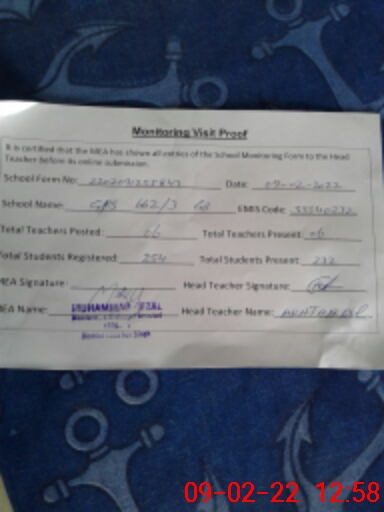 Monitoring Visit Proof
It is certified that the MEA has shown all entries of the School Monitoring Form to the Head
Teacher before its online submission.
School Form No: Date: 09-02-2022
School Name: GPS 662/3 EMIS Code: 33340232
Total Teachers Posted: 06 Total Teachers Present: 06
Total Students Registered: 254 Total Students Present: 232
MEA Signature: Head Teacher Signature:
MEA Name: Head Teacher Name:
09-02-22 12:58